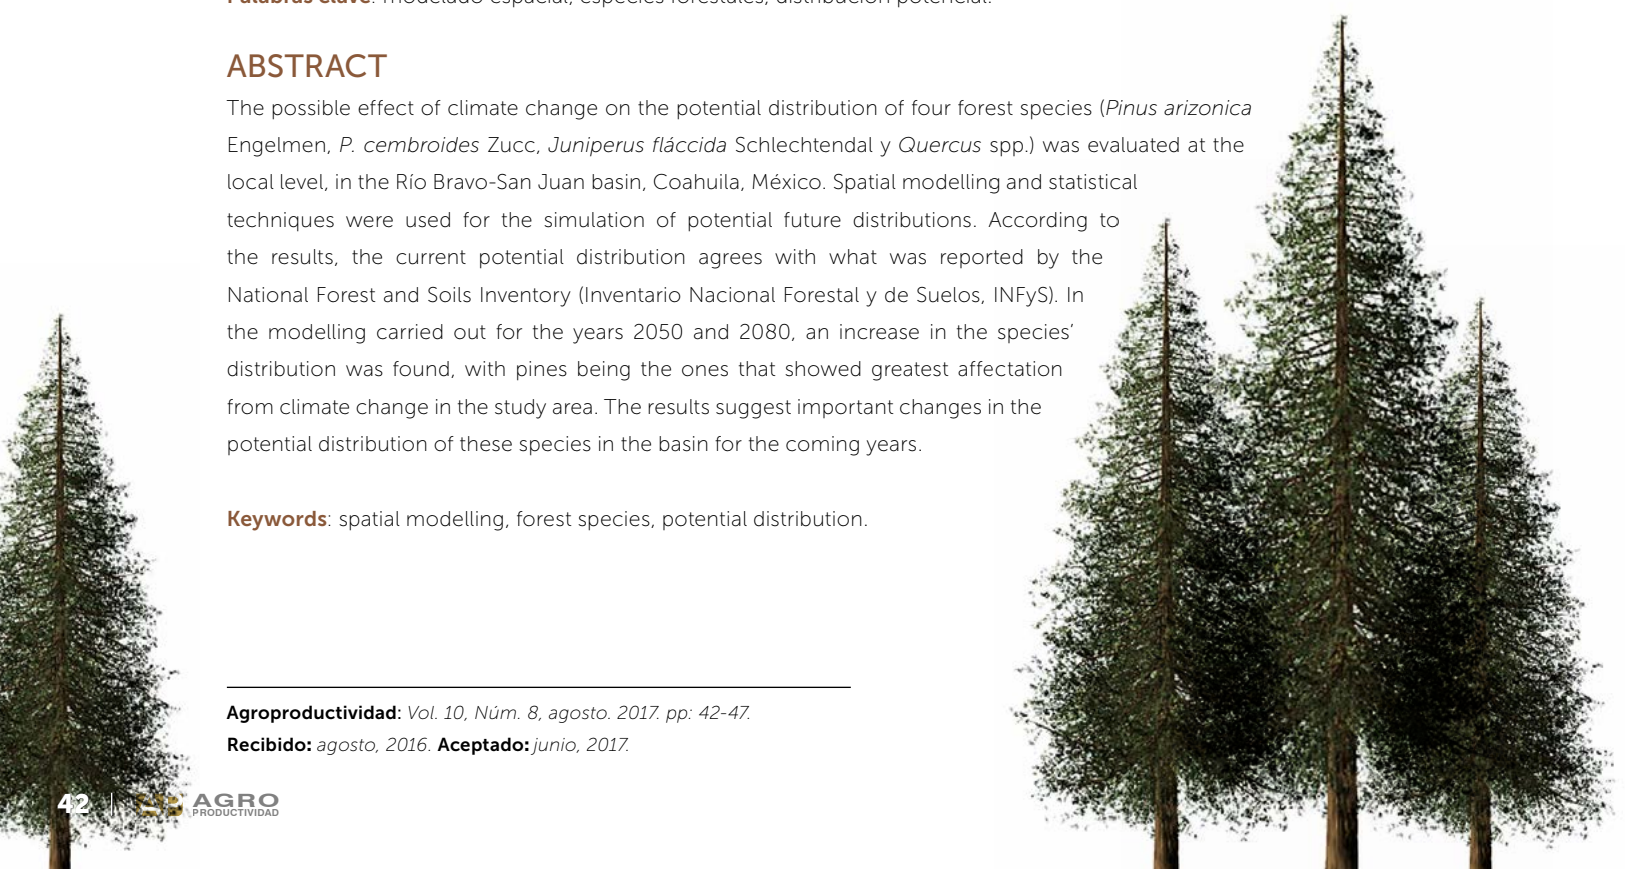 Palabras clave: modelado espacial, especies forestales, distribución potencial.
ABSTRACT
The possible effect of climate change on the potential distribution of four forest species (Pinus arizonica
Engelmen, P. cembroides Zucc, Juniperus fláccida Schlechtendal y Quercus spp.) was evaluated at the
local level, in the Río Bravo-San Juan basin, Coahuila, México. Spatial modelling and statistical
techniques were used for the simulation of potential future distributions. According to
the results, the current potential distribution agrees with what was reported by the
National Forest and Soils Inventory (Inventario Nacional Forestal y de Suelos, INFyS). In
the modelling carried out for the years 2050 and 2080, an increase in the species’
distribution was found, with pines being the ones that showed greatest affectation
from climate change in the study area. The results suggest important changes in the
potential distribution of these species in the basin for the coming years.
Keywords: spatial modelling, forest species, potential distribution.
Agroproductividad: Vol. 10, Núm. 8, agosto. 2017. pp: 42-47.
Recibido: agosto, 2016. Aceptado: junio, 2017.
42
AGRO
PRODUCTIVIDAD